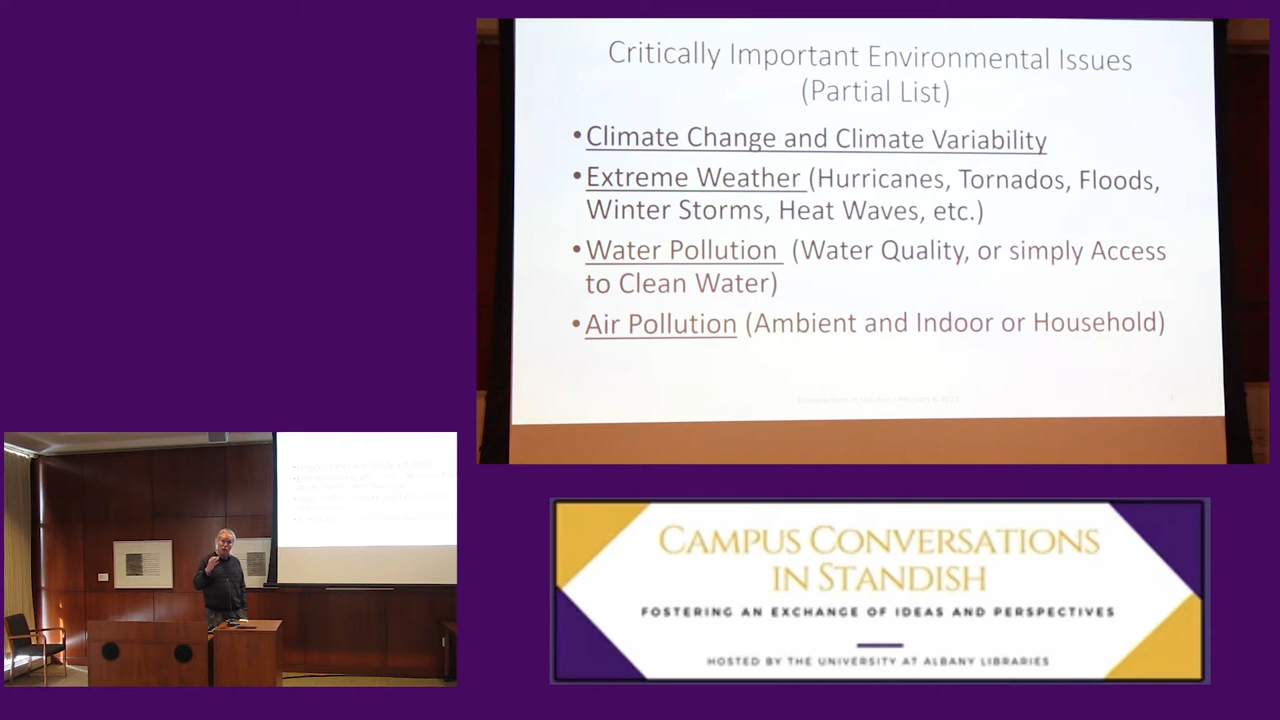 Critically Important Environmental Issues
(Partial List)
•Climate Change and Climate Variability
•Extreme Weather (Hurricanes, Tornados, Floods,
Winter Storms, Heat Waves, etc.)
•Water Pollution (Water Quality, or simply Access
to Clean Water)
•Air Pollution (Ambient and Indoor or Household)
CAMPUS CONVERSATIONS
IN STANDISH
FOSTERING AN EXCHANGE OF IDEAS AND PERSPECTIVES
HOSTED BY THE UNIVERSITY AT ALBANY LIBRARIES